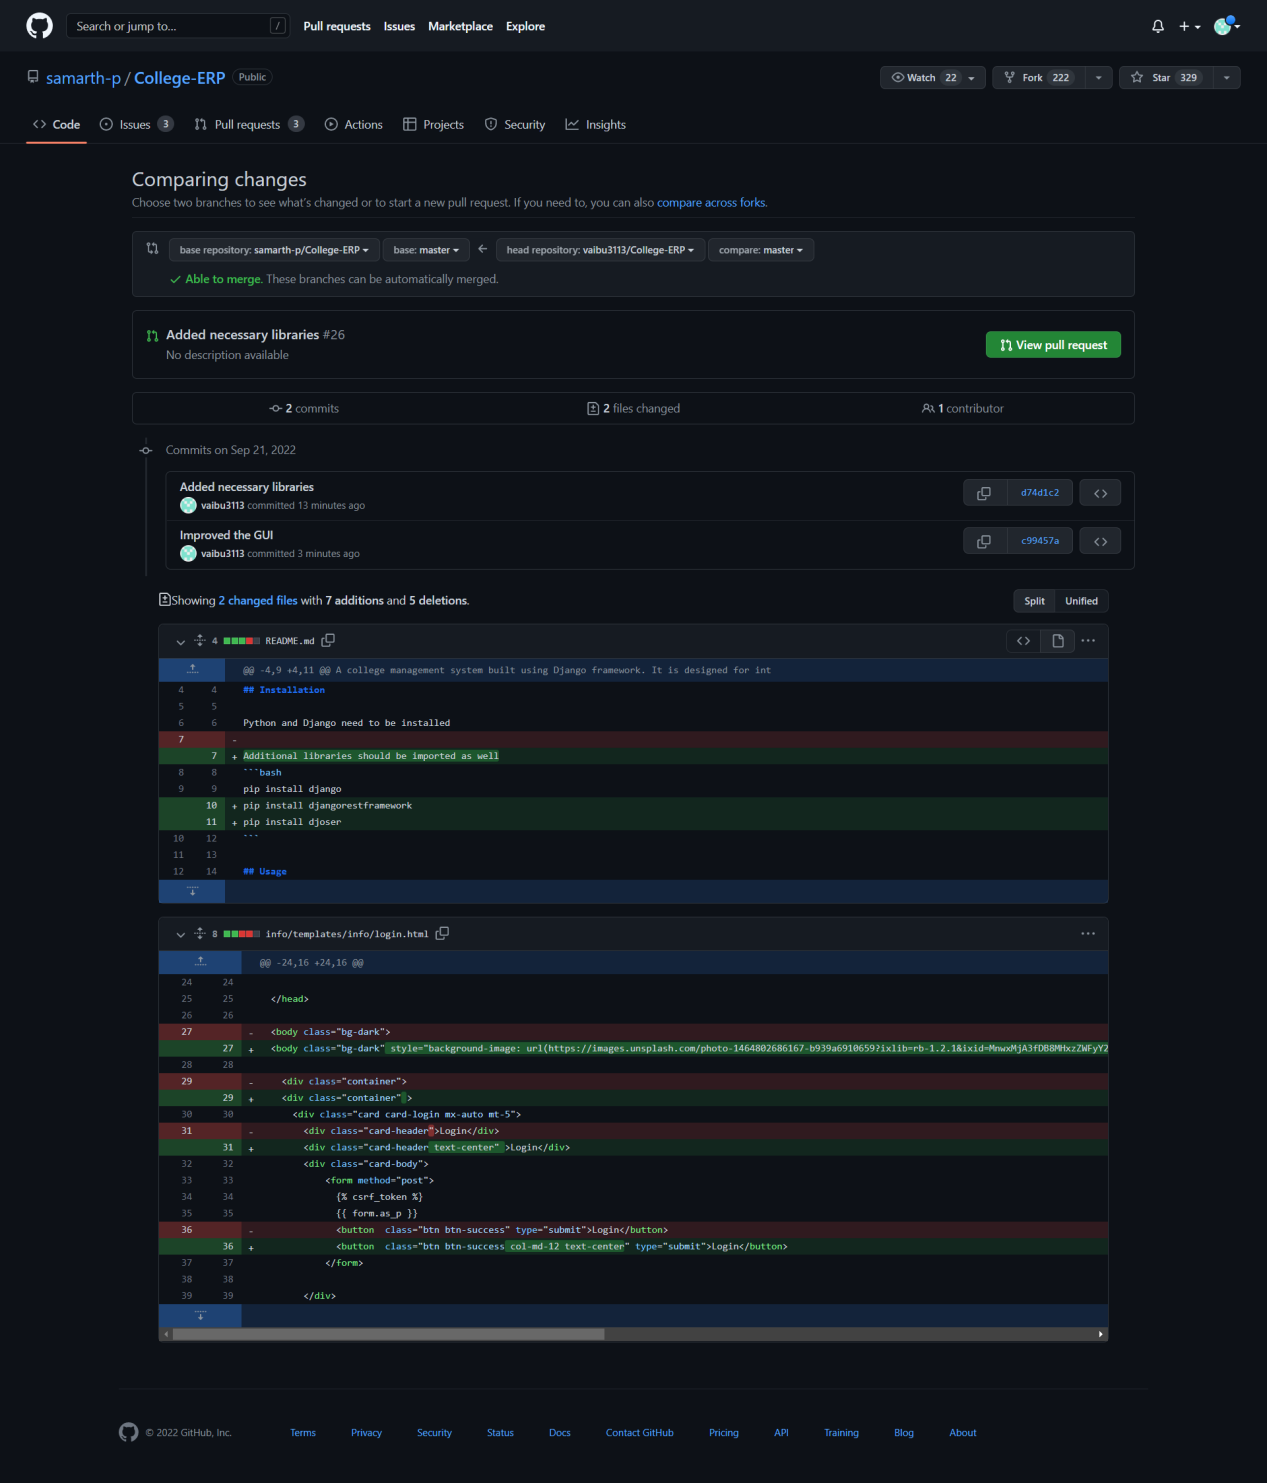 Search or jump to... /
Pull requests Issues Marketplace Explore
samarth-p / College-ERP Public
Watch 22 Fork 222 Star 329
Code Issues 3 Pull requests 3 Actions Projects Security Insights
Comparing changes
Choose two branches to see what's changed or to start a new pull request. If you need to, you can also compare across forks.
base repository: samarth-p/College-ERP base: master head repository: vaibu3113/College-ERP compare: master
Able to merge. These branches can be automatically merged.
Added necessary libraries #26
No description available
View pull request
2 commits 2 files changed 1 contributor
Commits on Sep 21, 2022
Added necessary libraries
vaibu3113 committed 13 minutes ago
d74d1c2
Improved the GUI
vaibu3113 committed 3 minutes ago
c99457a
Showing 2 changed files with 7 additions and 5 deletions.
Split Unified
4 README.md
@@ -4,9 +4,11 @@ A college management system built using Django framework. It is designed for int
4 4 ## Installation
5 5
6 6 Python and Django need to be installed
7 -
7 + Additional libraries should be imported as well
8 8 ```bash
9 9 pip install django
10 + pip install djangorestframework
11 + pip install djoser
10 12 ```
11 13
12 14 ## Usage
8 info/templates/info/login.html
@@ -24,16 +24,16 @@
24 24
25 25 </head>
26 26
27 - <body class="bg-dark">
27 + <body class="bg-dark" style="background-image: url(https://images.unsplash.com/photo-1464802686167-b939a6910659?ixlib=rb-1.2.1&ixid=MnwxMjA3fDB8MHxzZWFyY2
28 28
29 - <div class="container">
29 + <div class="container" >
30 30 <div class="card card-login mx-auto mt-5">
31 - <div class="card-header">Login</div>
31 + <div class="card-header text-center" >Login</div>
32 32 <div class="card-body">
33 33 <form method="post">
34 34 {% csrf_token %}
35 35 {{ form.as_p }}
36 - <button class="btn btn-success" type="submit">Login</button>
36 + <button class="btn btn-success col-md-12 text-center" type="submit">Login</button>
37 37 </form>
38 38
39 39 </div>
© 2022 GitHub, Inc. Terms Privacy Security Status Docs Contact GitHub Pricing API Training Blog About